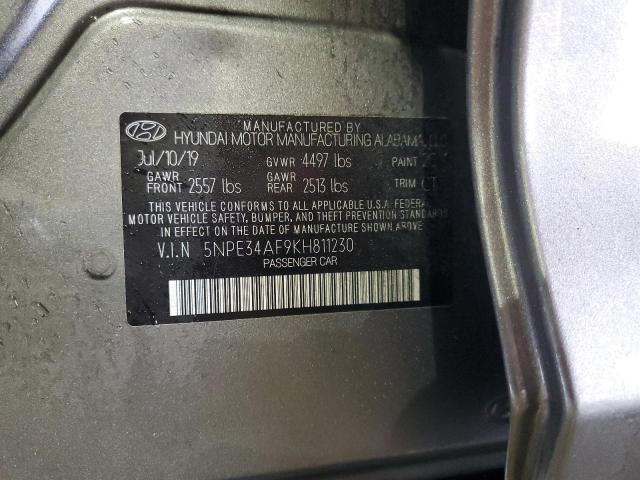 MANUFACTURED BY
HYUNDAI MOTOR MANUFACTURING ALABAMA, LLC
Jul/10/19 GVWR 4497 lbs PAINT
GAWR FRONT 2557 lbs GAWR REAR 2513 lbs TRIM CT
THIS VEHICLE CONFORMS TO ALL APPLICABLE U.S.A. FEDERAL
MOTOR VEHICLE SAFETY, BUMPER, AND THEFT PREVENTION STANDARDS
IN EFFECT ON THE DATE OF MANUFACTURE SHOWN ABOVE.
V.I.N 5NPE34AF9KH811230
PASSENGER CAR